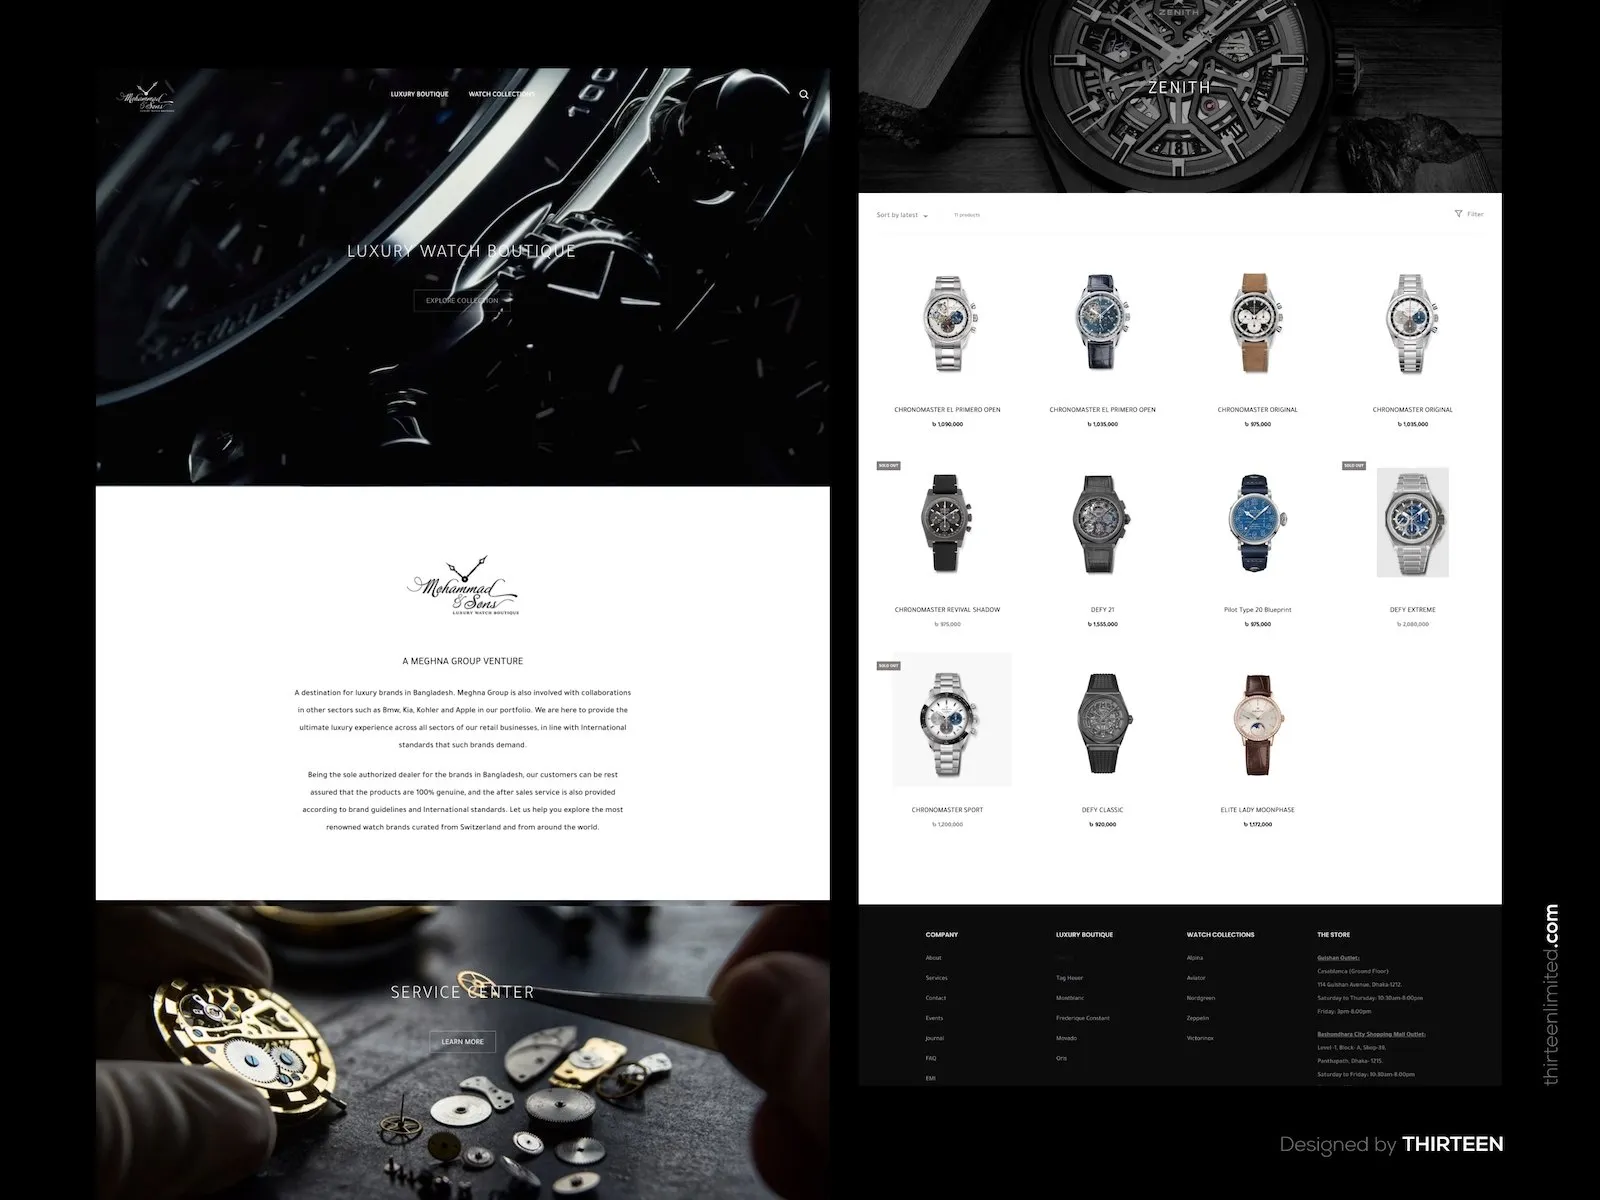 Mohammad
& Sons
LUXURY WATCH BOUTIQUE
LUXURY BOUTIQUE
WATCH COLLECTIONS
LUXURY WATCH BOUTIQUE
EXPLORE COLLECTION
Mohammad
& Sons
LUXURY WATCH BOUTIQUE
A MEGHNA GROUP VENTURE
A destination for luxury brands in Bangladesh. Meghna Group is also involved with collaborations
in other sectors such as Bmw, Kia, Kohler and Apple in our portfolio. We are here to provide the
ultimate luxury experience across all sectors of our retail businesses, in line with International
standards that such brands demand.
Being the sole authorized dealer for the brands in Bangladesh, our customers can be rest
assured that the products are 100% genuine, and the after sales service is also provided
according to brand guidelines and International standards. Let us help you explore the most
renowned watch brands curated from Switzerland and from around the world.
SERVICE CENTER
LEARN MORE
ZENITH
ZENITH
Sort by latest
11 products
Filter
CHRONOMASTER EL PRIMERO OPEN
৳ 1,090,000
CHRONOMASTER EL PRIMERO OPEN
৳ 1,035,000
CHRONOMASTER ORIGINAL
৳ 975,000
CHRONOMASTER ORIGINAL
৳ 1,035,000
SOLD OUT
CHRONOMASTER REVIVAL SHADOW
৳ 975,000
DEFY 21
৳ 1,555,000
Pilot Type 20 Blueprint
৳ 975,000
SOLD OUT
DEFY EXTREME
৳ 2,080,000
SOLD OUT
CHRONOMASTER SPORT
৳ 1,200,000
DEFY CLASSIC
৳ 920,000
ELITE LADY MOONPHASE
৳ 1,172,000
COMPANY
About
Services
Contact
Events
Journal
FAQ
EMI
LUXURY BOUTIQUE
Tag Heuer
Montblanc
Frederique Constant
Movado
Oris
WATCH COLLECTIONS
Alpina
Aviator
Nordgreen
Zeppelin
Victorinox
THE STORE
Gulshan Outlet:
Casablanca (Ground Floor)
114 Gulshan Avenue, Dhaka-1212.
Saturday to Thursday: 10:30am-8:00pm
Friday: 3pm-8:00pm
Bashundhara City Shopping Mall Outlet:
Level-1, Block- A, Shop-39,
Panthapath, Dhaka- 1215.
Saturday to Friday: 10:30am-8:00pm
thirteenlimited.com
Designed by THIRTEEN